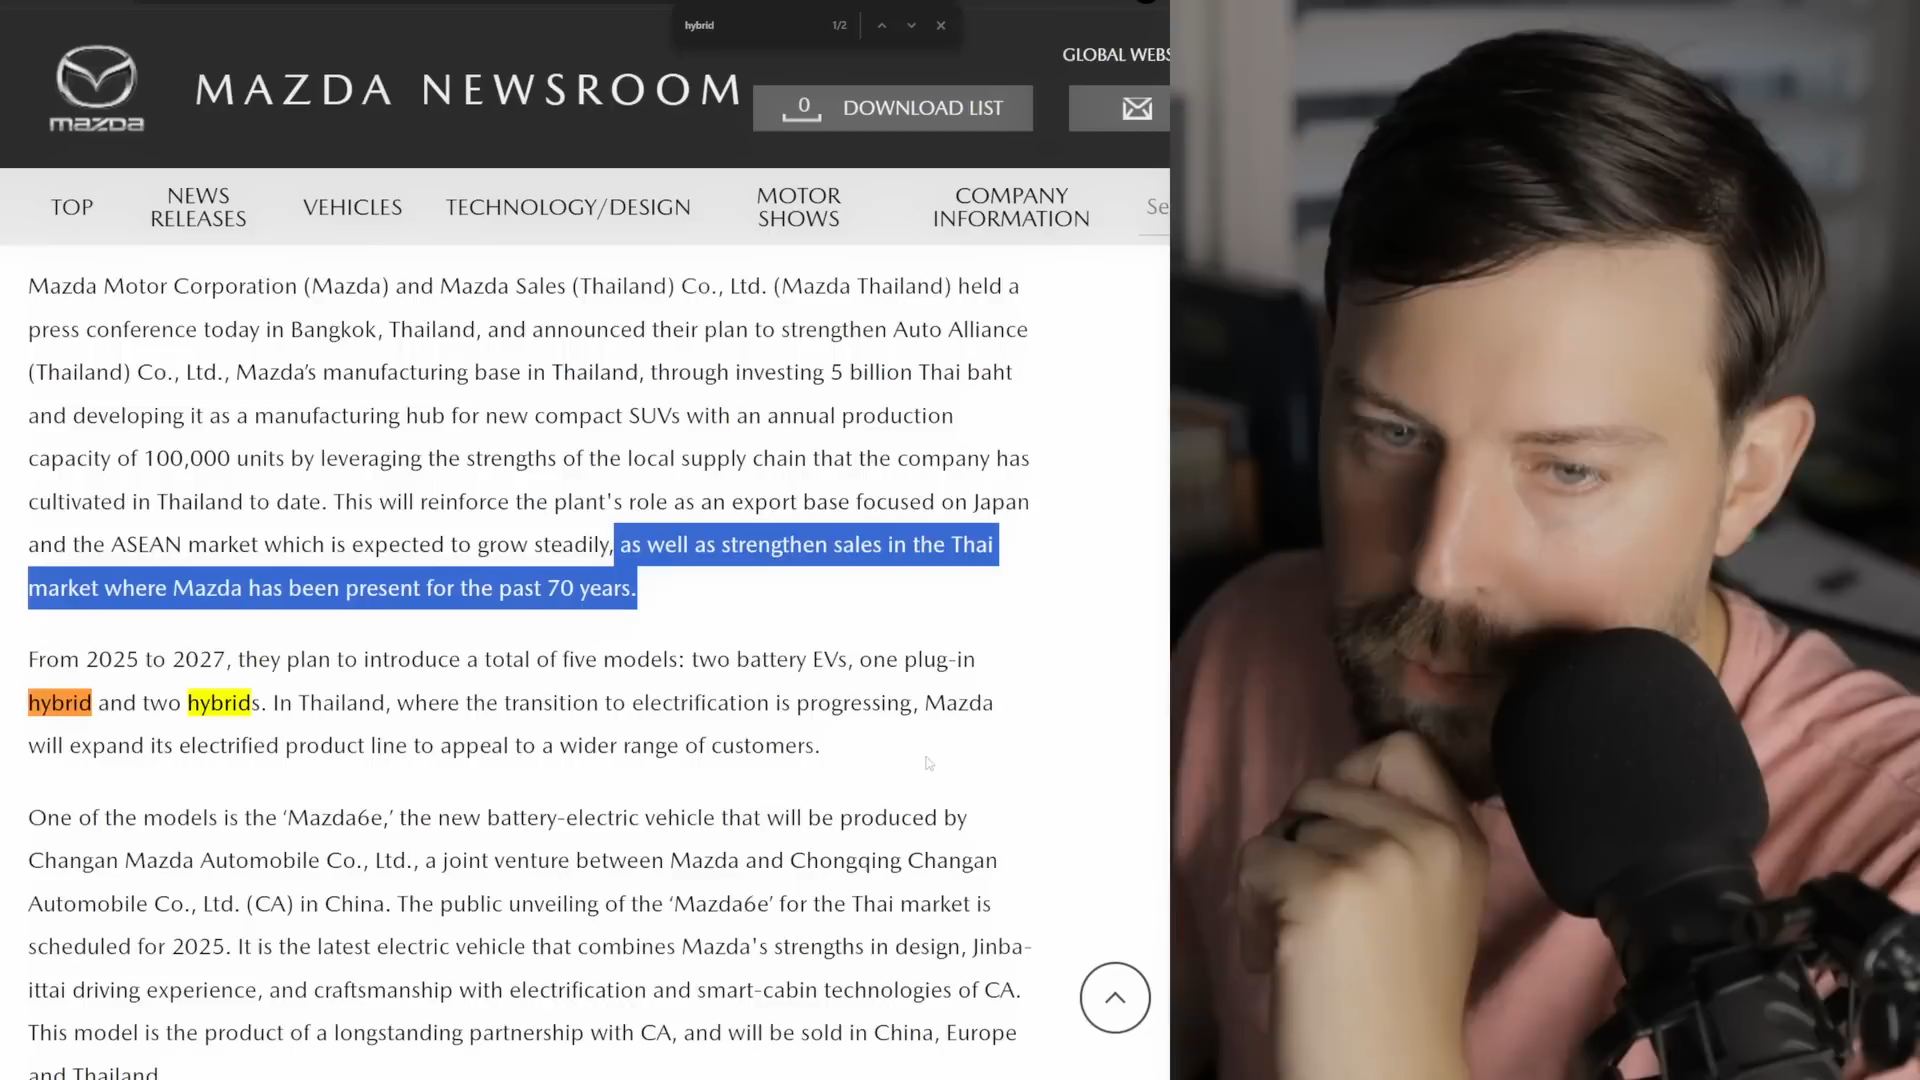 hybrid 1/2
GLOBAL WEBS
mazda
MAZDA NEWSROOM
0 DOWNLOAD LIST
TOP
NEWS
RELEASES
VEHICLES
TECHNOLOGY/DESIGN
MOTOR
SHOWS
COMPANY
INFORMATION
Se
Mazda Motor Corporation (Mazda) and Mazda Sales (Thailand) Co., Ltd. (Mazda Thailand) held a
press conference today in Bangkok, Thailand, and announced their plan to strengthen Auto Alliance
(Thailand) Co., Ltd., Mazda’s manufacturing base in Thailand, through investing 5 billion Thai baht
and developing it as a manufacturing hub for new compact SUVs with an annual production
capacity of 100,000 units by leveraging the strengths of the local supply chain that the company has
cultivated in Thailand to date. This will reinforce the plant's role as an export base focused on Japan
and the ASEAN market which is expected to grow steadily, as well as strengthen sales in the Thai
market where Mazda has been present for the past 70 years.
From 2025 to 2027, they plan to introduce a total of five models: two battery EVs, one plug-in
hybrid and two hybrids. In Thailand, where the transition to electrification is progressing, Mazda
will expand its electrified product line to appeal to a wider range of customers.
One of the models is the ‘Mazda6e,’ the new battery-electric vehicle that will be produced by
Changan Mazda Automobile Co., Ltd., a joint venture between Mazda and Chongqing Changan
Automobile Co., Ltd. (CA) in China. The public unveiling of the ‘Mazda6e’ for the Thai market is
scheduled for 2025. It is the latest electric vehicle that combines Mazda's strengths in design, Jinba-
ittai driving experience, and craftsmanship with electrification and smart-cabin technologies of CA.
This model is the product of a longstanding partnership with CA, and will be sold in China, Europe
and Thailand